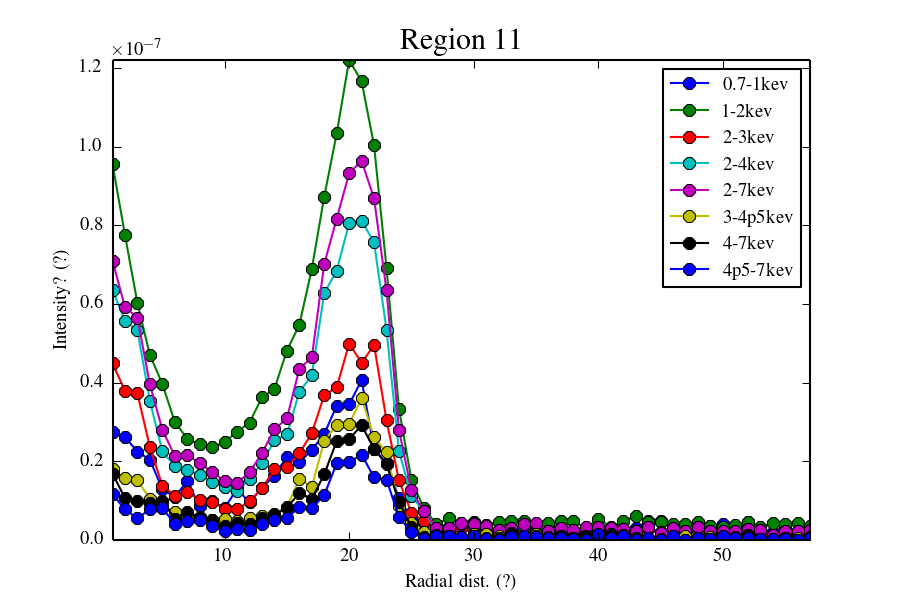 Region 11
×10⁻⁷
1.2
1.0
0.8
0.6
0.4
0.2
0.0
Intensity? (?)
10
20
30
40
50
Radial dist. (?)
0.7-1kev
1-2kev
2-3kev
2-4kev
2-7kev
3-4p5kev
4-7kev
4p5-7kev